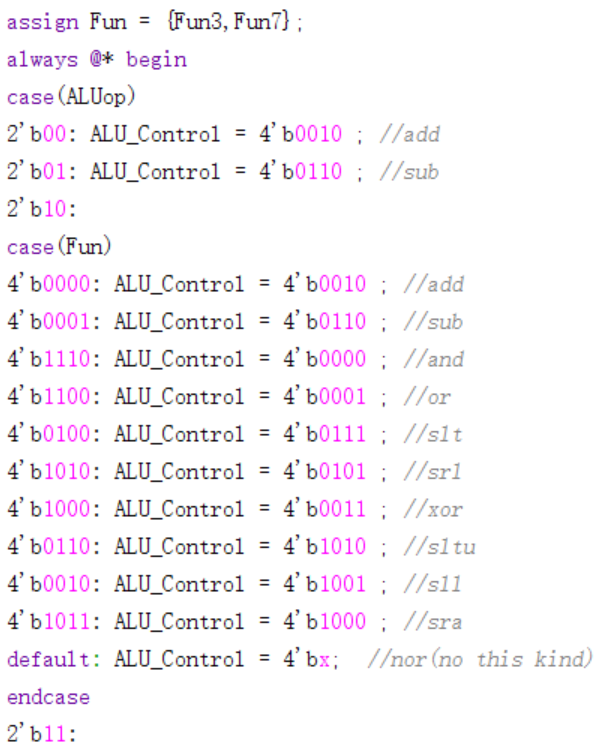 assign Fun = {Fun3,Fun7};
always @* begin
case(ALUop)
2'b00: ALU_Control = 4'b0010 ; //add
2'b01: ALU_Control = 4'b0110 ; //sub
2'b10:
case(Fun)
4'b0000: ALU_Control = 4'b0010 ; //add
4'b0001: ALU_Control = 4'b0110 ; //sub
4'b1110: ALU_Control = 4'b0000 ; //and
4'b1100: ALU_Control = 4'b0001 ; //or
4'b0100: ALU_Control = 4'b0111 ; //slt
4'b1010: ALU_Control = 4'b0101 ; //srl
4'b1000: ALU_Control = 4'b0011 ; //xor
4'b0110: ALU_Control = 4'b1010 ; //sltu
4'b0010: ALU_Control = 4'b1001 ; //sll
4'b1011: ALU_Control = 4'b1000 ; //sra
default: ALU_Control = 4'bx;  //nor(no this kind)
endcase
2'b11: